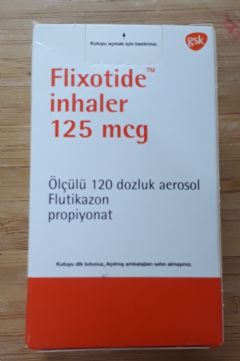 Kutuyu açmak için bastırınız.
gsk
Flixotide™
inhaler
125 mcg
Ölçülü 120 dozluk aerosol
Flutikazon
propiyonat
Kutuyu dik tutunuz, Açılmış ambalajları satın almayınız.